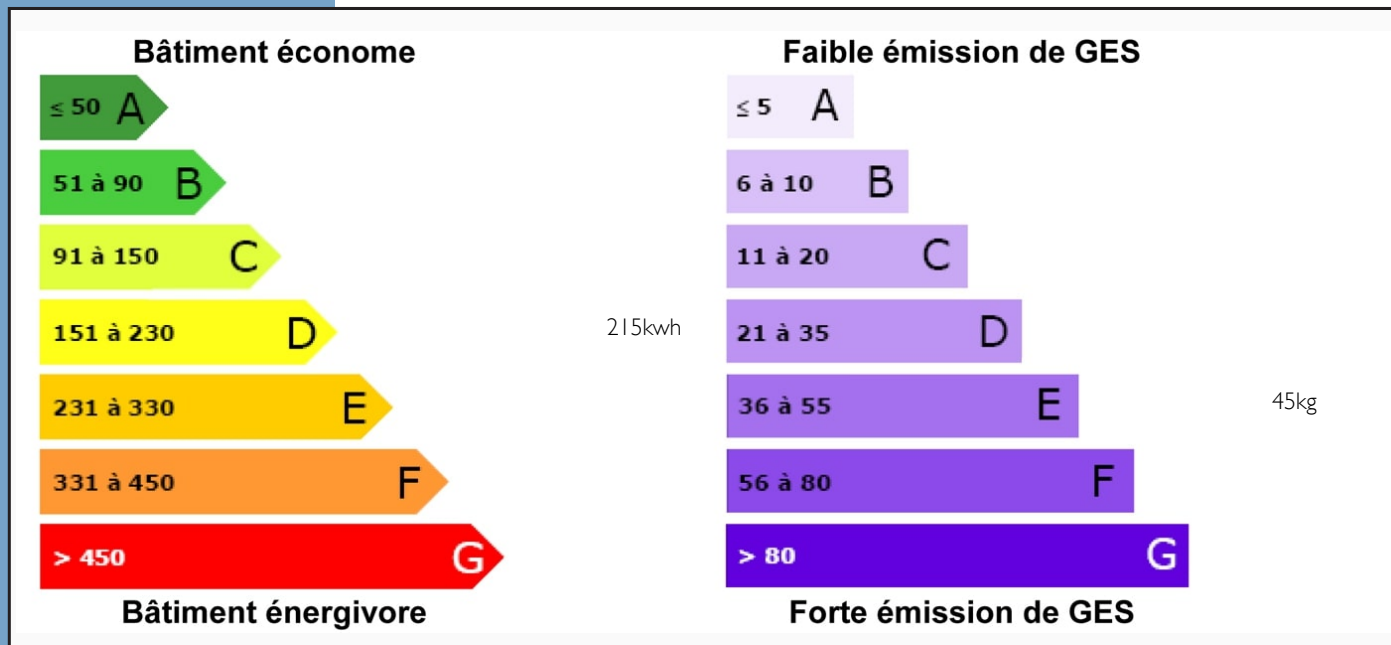 Bâtiment économe
≤ 50 A
51 à 90 B
91 à 150 C
151 à 230 D
215kwh
231 à 330 E
331 à 450 F
> 450 G
Bâtiment énergivore
Faible émission de GES
≤ 5 A
6 à 10 B
11 à 20 C
21 à 35 D
36 à 55 E
45kg
56 à 80 F
> 80 G
Forte émission de GES